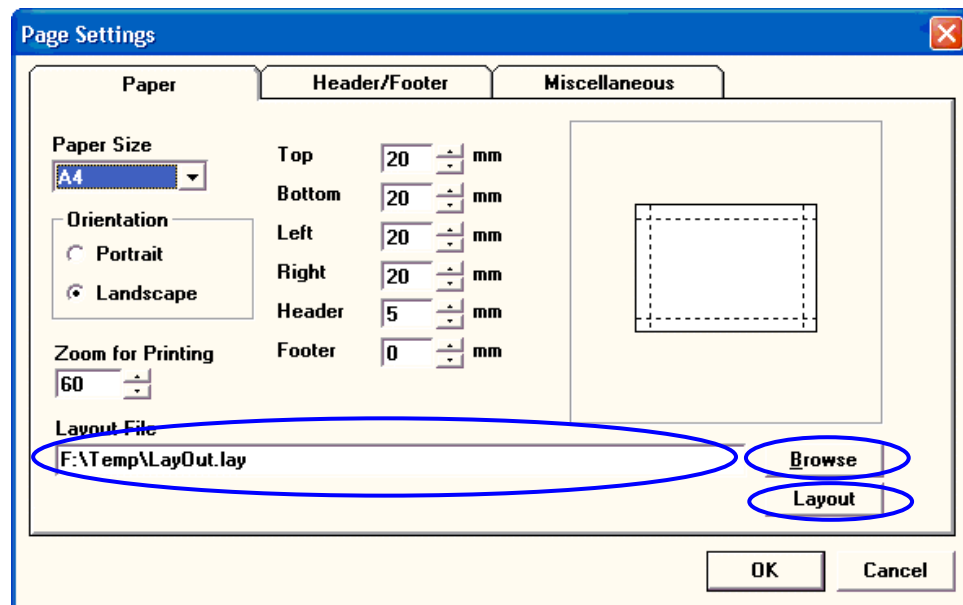 Page Settings
Paper
Header/Footer
Miscellaneous
Paper Size
A4
Orientation
Portrait
Landscape
Zoom for Printing
60
Top 20 mm
Bottom 20 mm
Left 20 mm
Right 20 mm
Header 5 mm
Footer 0 mm
Layout File
F:\Temp\LayOut.lay
Browse
Layout
OK
Cancel